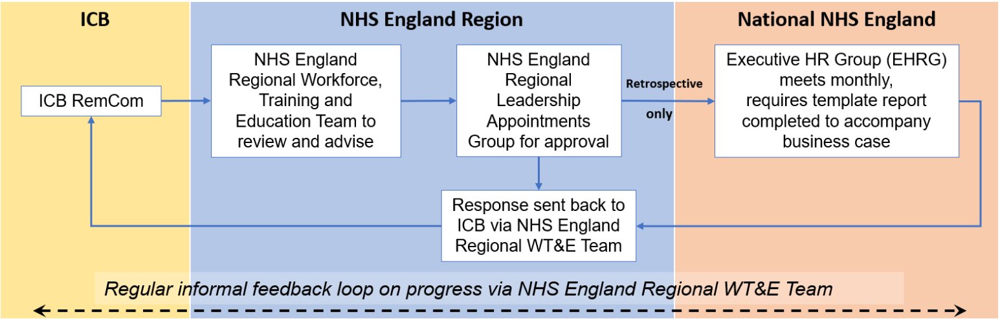 ICB
NHS England Region
National NHS England
ICB RemCom
NHS England
Regional Workforce,
Training and
Education Team to
review and advise
NHS England
Regional
Leadership
Appointments
Group for approval
Retrospective
only
Executive HR Group (EHRG)
meets monthly,
requires template report
completed to accompany
business case
Response sent back to
ICB via NHS England
Regional WT&E Team
Regular informal feedback loop on progress via NHS England Regional WT&E Team